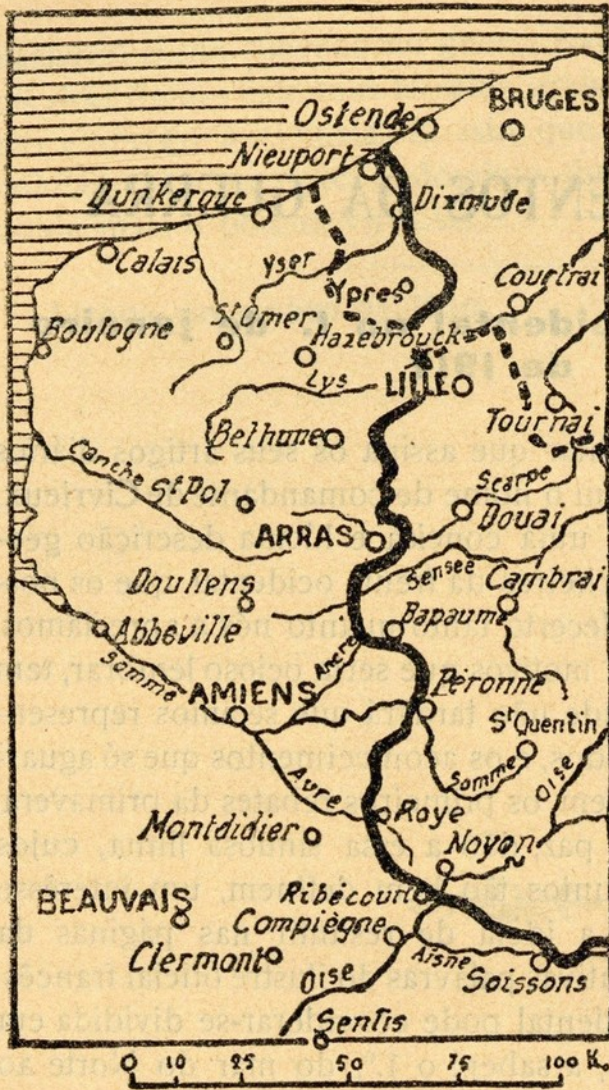 BRUGES
Ostende
Nieuport
Dunkerque
Dixmude
Calais
Yser
Ypres
Courtrai
St Omer
Boulogne
Hazebrouck
Lys
LILLE
Tournai
Bethune
Canche
St Pol
Scarpe
Douai
ARRAS
Sensée
Doullens
Cambrai
Bapaume
Abbeville
Ancre
Somme
AMIENS
Peronne
St Quentin
Somme
Oise
Avre
Roye
Montdidier
Noyon
BEAUVAIS
Ribécourt
Compiègne
Clermont
Aisne
Soissons
Oise
Senlis
0 10 25 50 75 100 K.